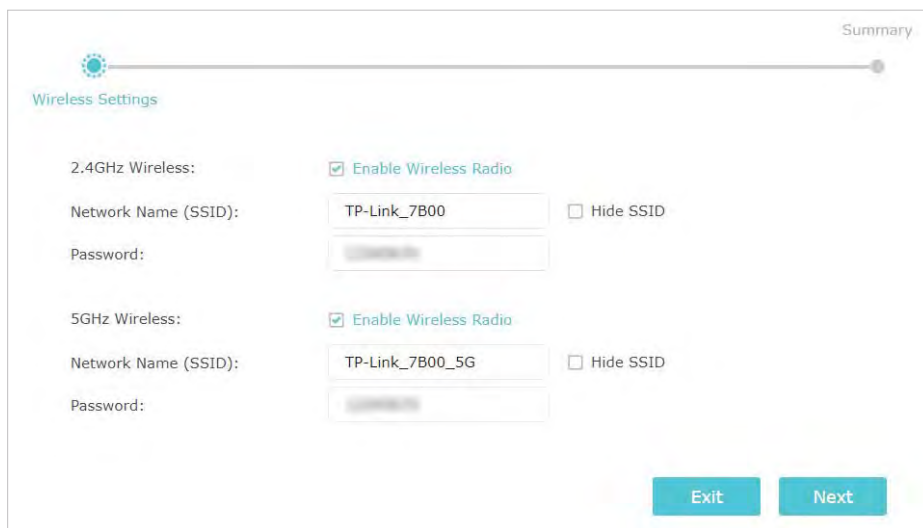 Summary
Wireless Settings
2.4GHz Wireless: Enable Wireless Radio
Network Name (SSID): TP-Link_7B00 Hide SSID
Password:
5GHz Wireless: Enable Wireless Radio
Network Name (SSID): TP-Link_7B00_5G Hide SSID
Password:
Exit Next